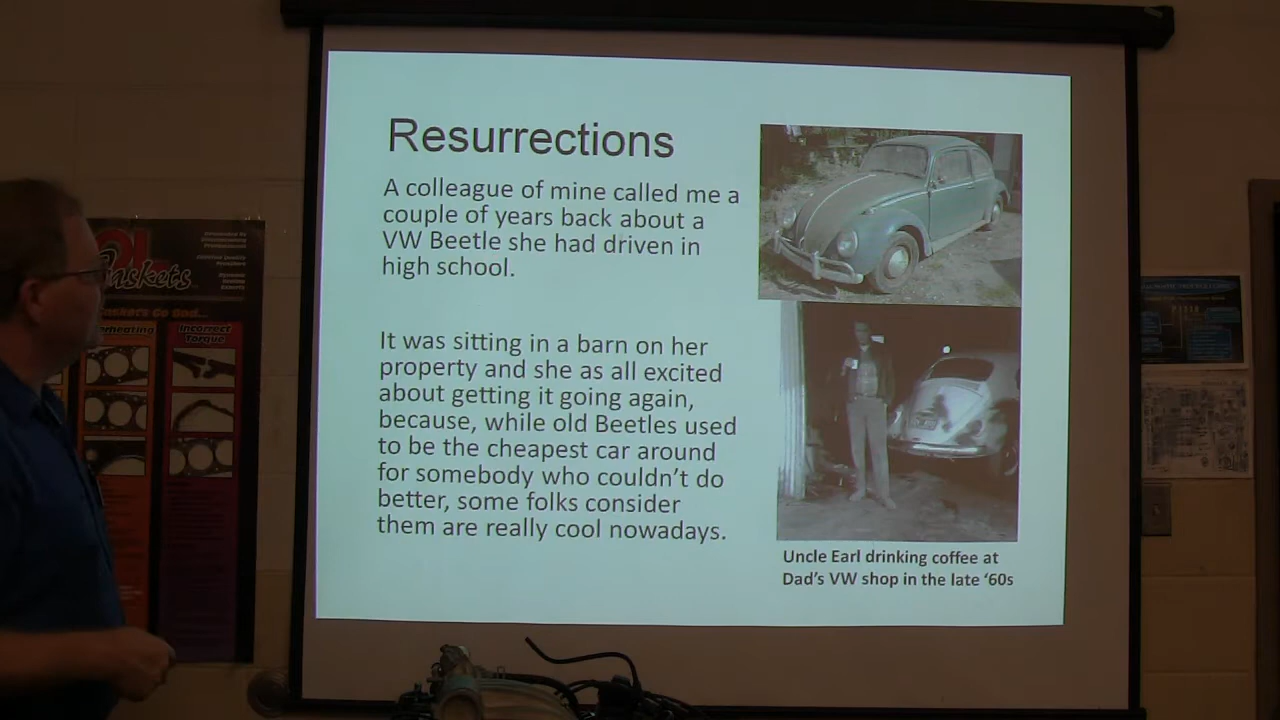 Resurrections
A colleague of mine called me a
couple of years back about a
VW Beetle she had driven in
high school.
It was sitting in a barn on her
property and she as all excited
about getting it going again,
because, while old Beetles used
to be the cheapest car around
for somebody who couldn't do
better, some folks consider
them are really cool nowadays.
Uncle Earl drinking coffee at
Dad's VW shop in the late '60s
Incorrect
Torque